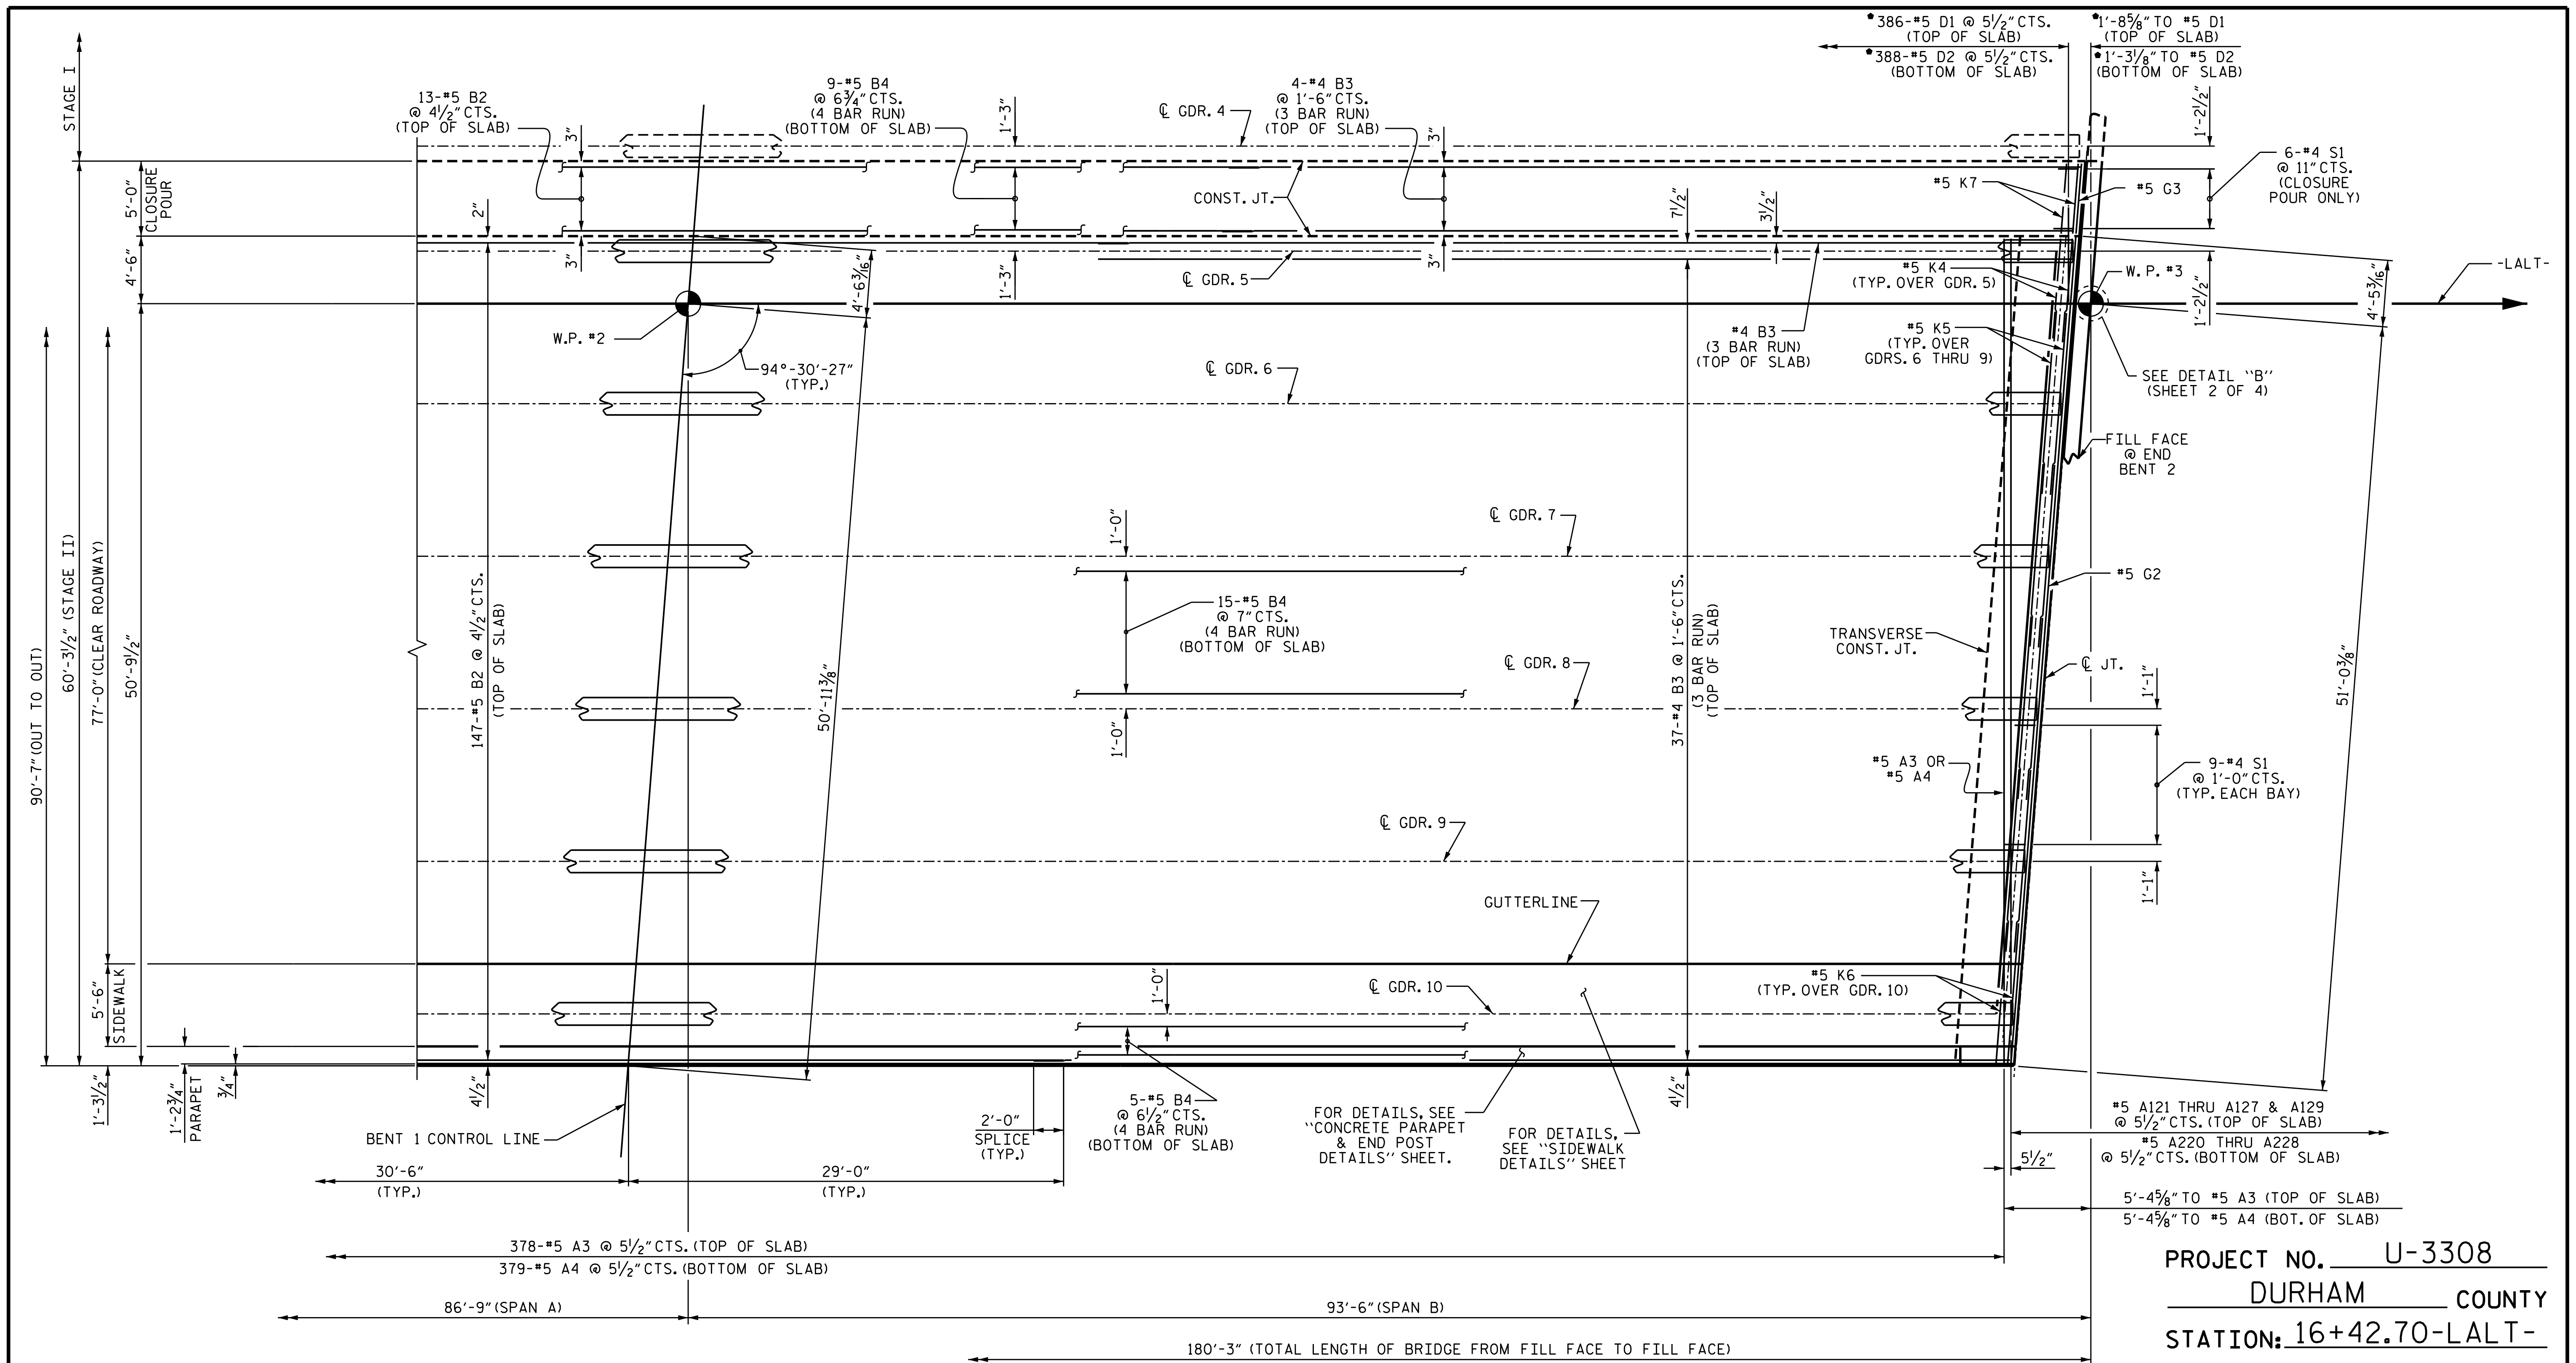 *386-#5 D1 @ 5½" CTS.
(TOP OF SLAB)
*388-#5 D2 @ 5½" CTS.
(BOTTOM OF SLAB)
*1'-8⅝" TO #5 D1
(TOP OF SLAB)
*1'-3⅛" TO #5 D2
(BOTTOM OF SLAB)
STAGE I
13-#5 B2
@ 4½" CTS.
(TOP OF SLAB)
9-#5 B4
@ 6¾" CTS.
(4 BAR RUN)
(BOTTOM OF SLAB)
4-#4 B3
@ 1'-6" CTS.
(3 BAR RUN)
(TOP OF SLAB)
3"
1'-3"
℄ GDR. 4
3"
1'-2½"
6-#4 S1
@ 11" CTS.
(CLOSURE
POUR ONLY)
5'-0"
CLOSURE
POUR
2"
CONST. JT.
7½"
3½"
#5 K7
#5 G3
4'-6"
3"
4'-6³⁄₁₆"
1'-3"
℄ GDR. 5
3"
#5 K4
(TYP. OVER GDR. 5)
W. P. #3
1'-2½"
4'-5³⁄₁₆"
-LALT-
W.P. #2
94°-30'-27"
(TYP.)
#4 B3
(3 BAR RUN)
(TOP OF SLAB)
#5 K5
(TYP. OVER
GDRS. 6 THRU 9)
℄ GDR. 6
SEE DETAIL "B"
(SHEET 2 OF 4)
FILL FACE
@ END
BENT 2
90'-7" (OUT TO OUT)
60'-3½" (STAGE II)
77'-0" (CLEAR ROADWAY)
50'-9½"
147-#5 B2 @ 4½" CTS.
(TOP OF SLAB)
50'-11⅜"
1'-0"
℄ GDR. 7
15-#5 B4
@ 7" CTS.
(4 BAR RUN)
(BOTTOM OF SLAB)
37-#4 B3 @ 1'-6" CTS.
(3 BAR RUN)
(TOP OF SLAB)
#5 G2
TRANSVERSE
CONST. JT.
℄ GDR. 8
1'-0"
℄ JT.
1'-1"
51'-0⅜"
#5 A3 OR
#5 A4
9-#4 S1
@ 1'-0" CTS.
(TYP. EACH BAY)
℄ GDR. 9
1'-1"
GUTTERLINE
5'-6"
SIDEWALK
1'-0"
℄ GDR. 10
#5 K6
(TYP. OVER GDR. 10)
1'-3½"
1'-2¾"
PARAPET
¾"
4½"
BENT 1 CONTROL LINE
2'-0"
SPLICE
(TYP.)
5-#5 B4
@ 6½" CTS.
(4 BAR RUN)
(BOTTOM OF SLAB)
FOR DETAILS, SEE
"CONCRETE PARAPET
& END POST
DETAILS" SHEET.
FOR DETAILS,
SEE "SIDEWALK
DETAILS" SHEET
4½"
#5 A121 THRU A127 & A129
@ 5½" CTS. (TOP OF SLAB)
#5 A220 THRU A228
@ 5½" CTS. (BOTTOM OF SLAB)
5½"
30'-6"
(TYP.)
29'-0"
(TYP.)
5'-4⅝" TO #5 A3 (TOP OF SLAB)
5'-4⅝" TO #5 A4 (BOT. OF SLAB)
378-#5 A3 @ 5½" CTS. (TOP OF SLAB)
379-#5 A4 @ 5½" CTS. (BOTTOM OF SLAB)
86'-9" (SPAN A)
93'-6" (SPAN B)
180'-3" (TOTAL LENGTH OF BRIDGE FROM FILL FACE TO FILL FACE)
PROJECT NO. U-3308
DURHAM COUNTY
STATION: 16+42.70-LALT-